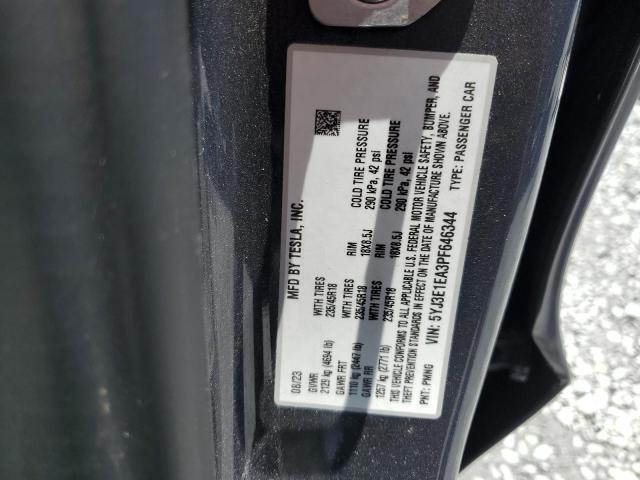 MFD BY TESLA, INC.
08/23
GVWR
2129 kg (4694 lb)
GAWR FRT WITH TIRES RIM COLD TIRE PRESSURE
1110 kg (2447 lb) 235/45R18 18X8.5J 290 kPa, 42 psi
GAWR RR WITH TIRES RIM COLD TIRE PRESSURE
1257 kg (2771 lb) 235/45R18 18X8.5J 290 kPa, 42 psi
THIS VEHICLE CONFORMS TO ALL APPLICABLE U.S. FEDERAL MOTOR VEHICLE SAFETY, BUMPER, AND
THEFT PREVENTION STANDARDS IN EFFECT ON THE DATE OF MANUFACTURE SHOWN ABOVE.
PNT: PMNG VIN: 5YJ3E1EA3PF646344 TYPE: PASSENGER CAR